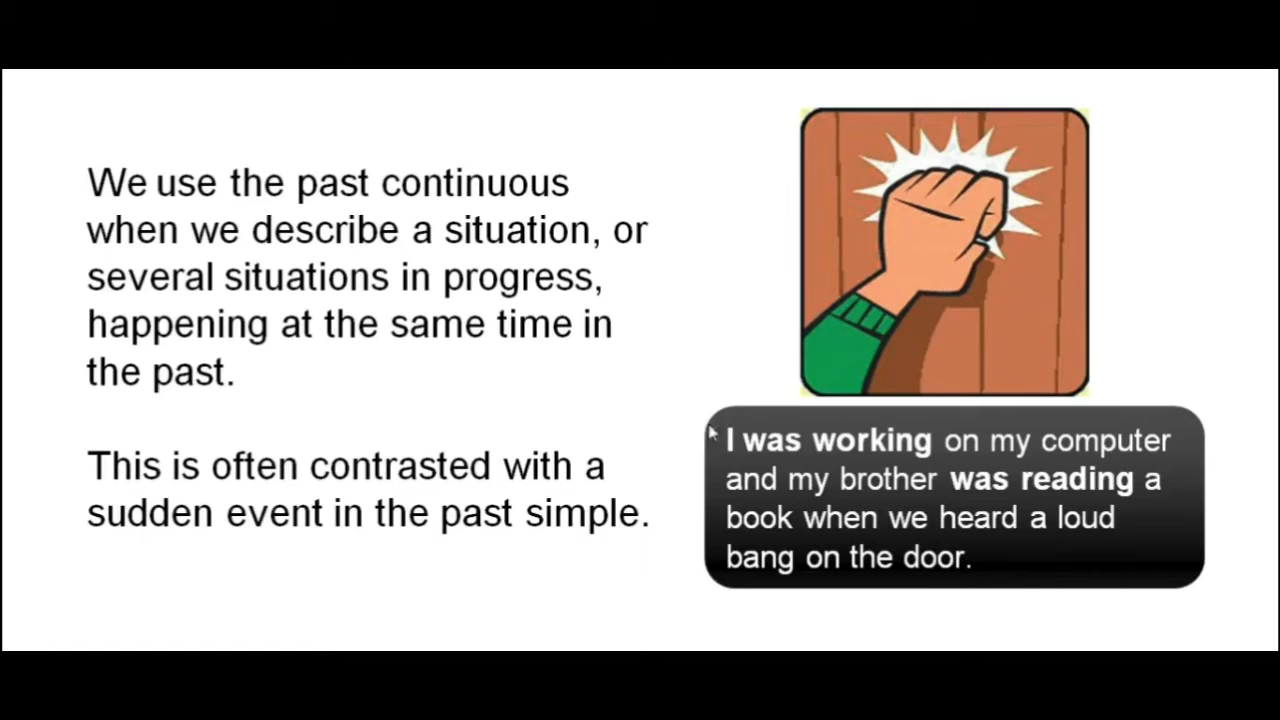 We use the past continuous
when we describe a situation, or
several situations in progress,
happening at the same time in
the past.
This is often contrasted with a
sudden event in the past simple.
I was working on my computer
and my brother was reading a
book when we heard a loud
bang on the door.